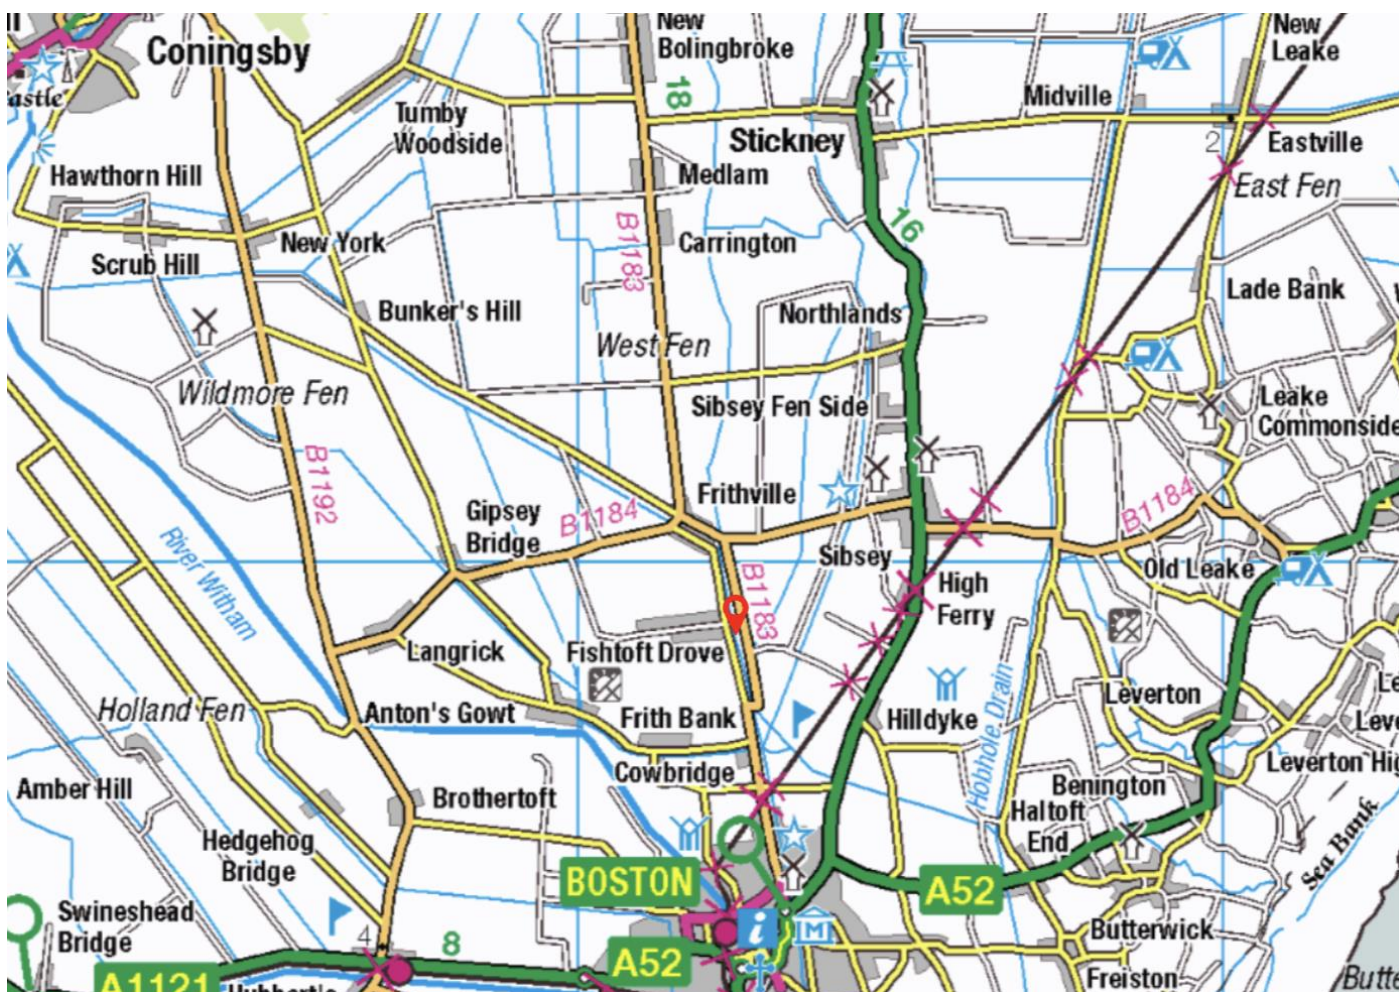 New
Bolingbroke
New
Leake
Coningsby
18
Midville
Tumby
Woodside
Stickney
2
Eastville
Hawthorn Hill
Medlam
East Fen
B1183
16
New York
Carrington
Scrub Hill
Lade Bank
Bunker's Hill
Northlands
West Fen
Wildmore Fen
Sibsey Fen Side
Leake
Commonside
B1192
Frithville
B1184
Gipsey
Bridge
B1184
River Witham
Sibsey
Old Leake
B1183
High
Ferry
Langrick
Fishtoft Drove
Hobhole Drain
Leverton
Holland Fen
Anton's Gowt
Frith Bank
Hilldyke
Cowbridge
Amber Hill
Brothertoft
Benington
Haltoft
End
Sea Bank
Hedgehog
Bridge
BOSTON
A52
Swineshead
Bridge
4
8
i
M
Butterwick
A52
A1121
Freiston